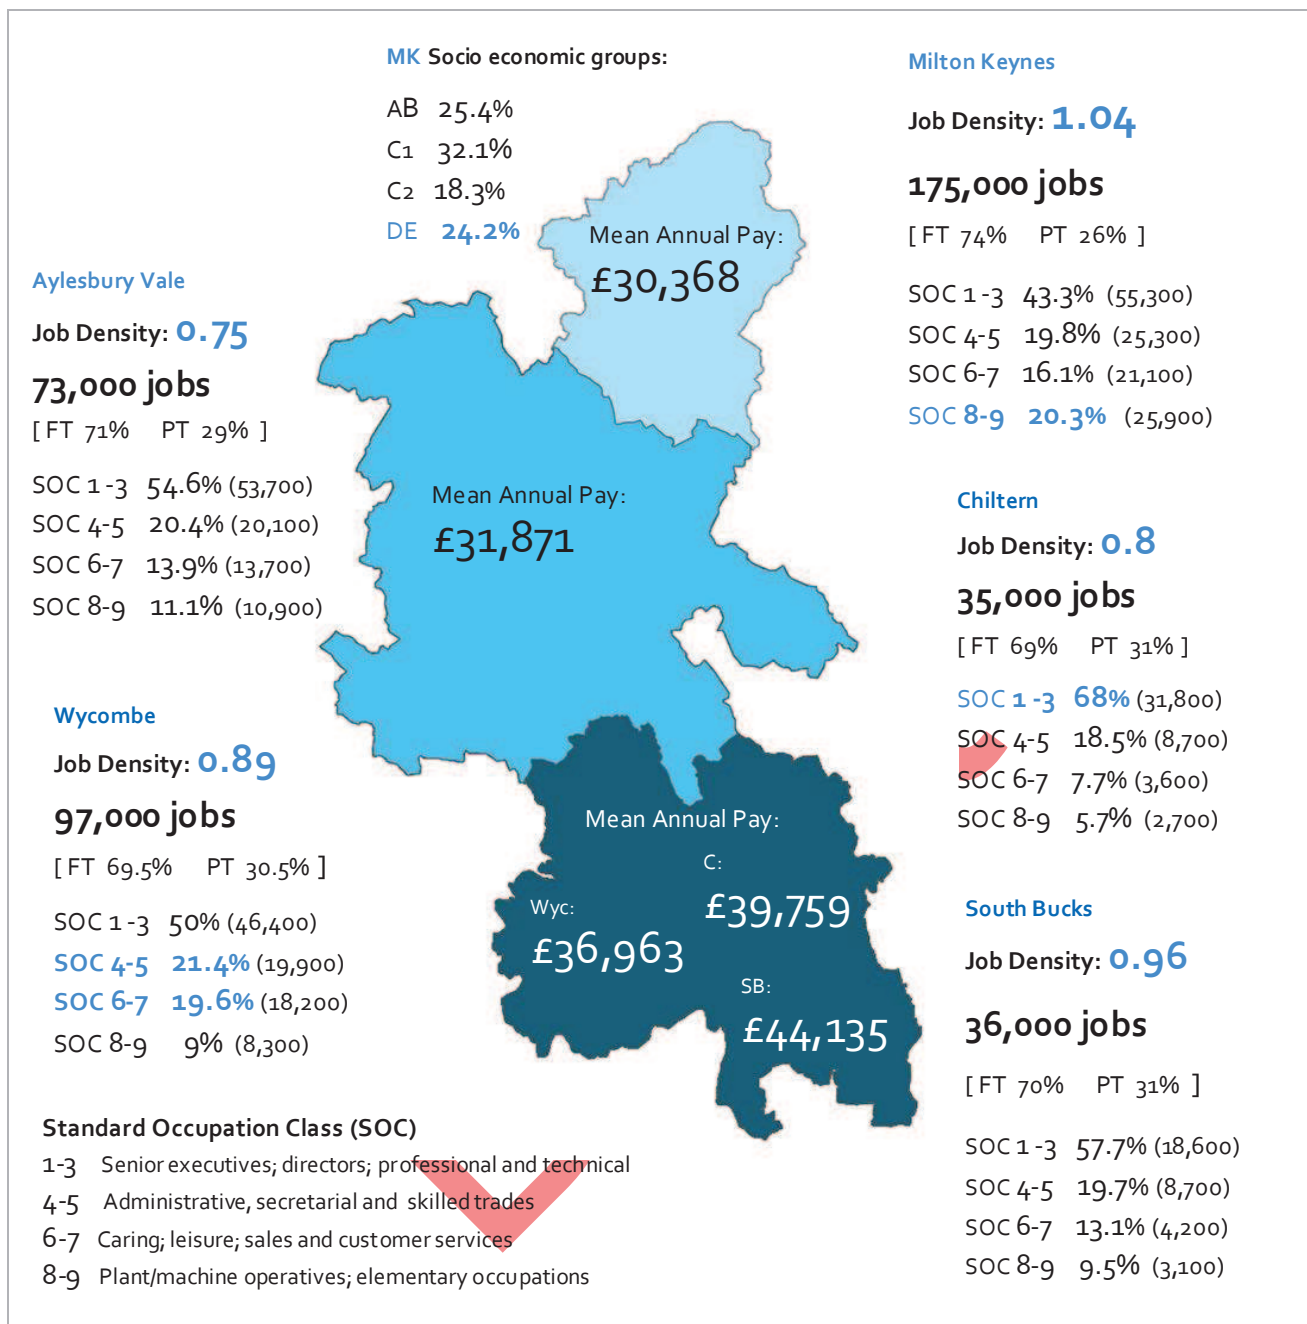 MK Socio economic groups:
AB 25.4%
C1 32.1%
C2 18.3%
DE 24.2%
Milton Keynes
Job Density: 1.04
175,000 jobs
[ FT 74% PT 26% ]
SOC 1-3 43.3% (55,300)
SOC 4-5 19.8% (25,300)
SOC 6-7 16.1% (21,100)
SOC 8-9 20.3% (25,900)
Mean Annual Pay:
£30,368
Aylesbury Vale
Job Density: 0.75
73,000 jobs
[ FT 71% PT 29% ]
SOC 1-3 54.6% (53,700)
SOC 4-5 20.4% (20,100)
SOC 6-7 13.9% (13,700)
SOC 8-9 11.1% (10,900)
Mean Annual Pay:
£31,871
Chiltern
Job Density: 0.8
35,000 jobs
[ FT 69% PT 31% ]
SOC 1-3 68% (31,800)
SOC 4-5 18.5% (8,700)
SOC 6-7 7.7% (3,600)
SOC 8-9 5.7% (2,700)
Wycombe
Job Density: 0.89
97,000 jobs
[ FT 69.5% PT 30.5% ]
SOC 1-3 50% (46,400)
SOC 4-5 21.4% (19,900)
SOC 6-7 19.6% (18,200)
SOC 8-9 9% (8,300)
Mean Annual Pay:
C:
£39,759
Wyc:
£36,963
SB:
£44,135
South Bucks
Job Density: 0.96
36,000 jobs
[ FT 70% PT 31% ]
SOC 1-3 57.7% (18,600)
SOC 4-5 19.7% (8,700)
SOC 6-7 13.1% (4,200)
SOC 8-9 9.5% (3,100)
Standard Occupation Class (SOC)
1-3 Senior executives; directors; professional and technical
4-5 Administrative, secretarial and skilled trades
6-7 Caring; leisure; sales and customer services
8-9 Plant/machine operatives; elementary occupations